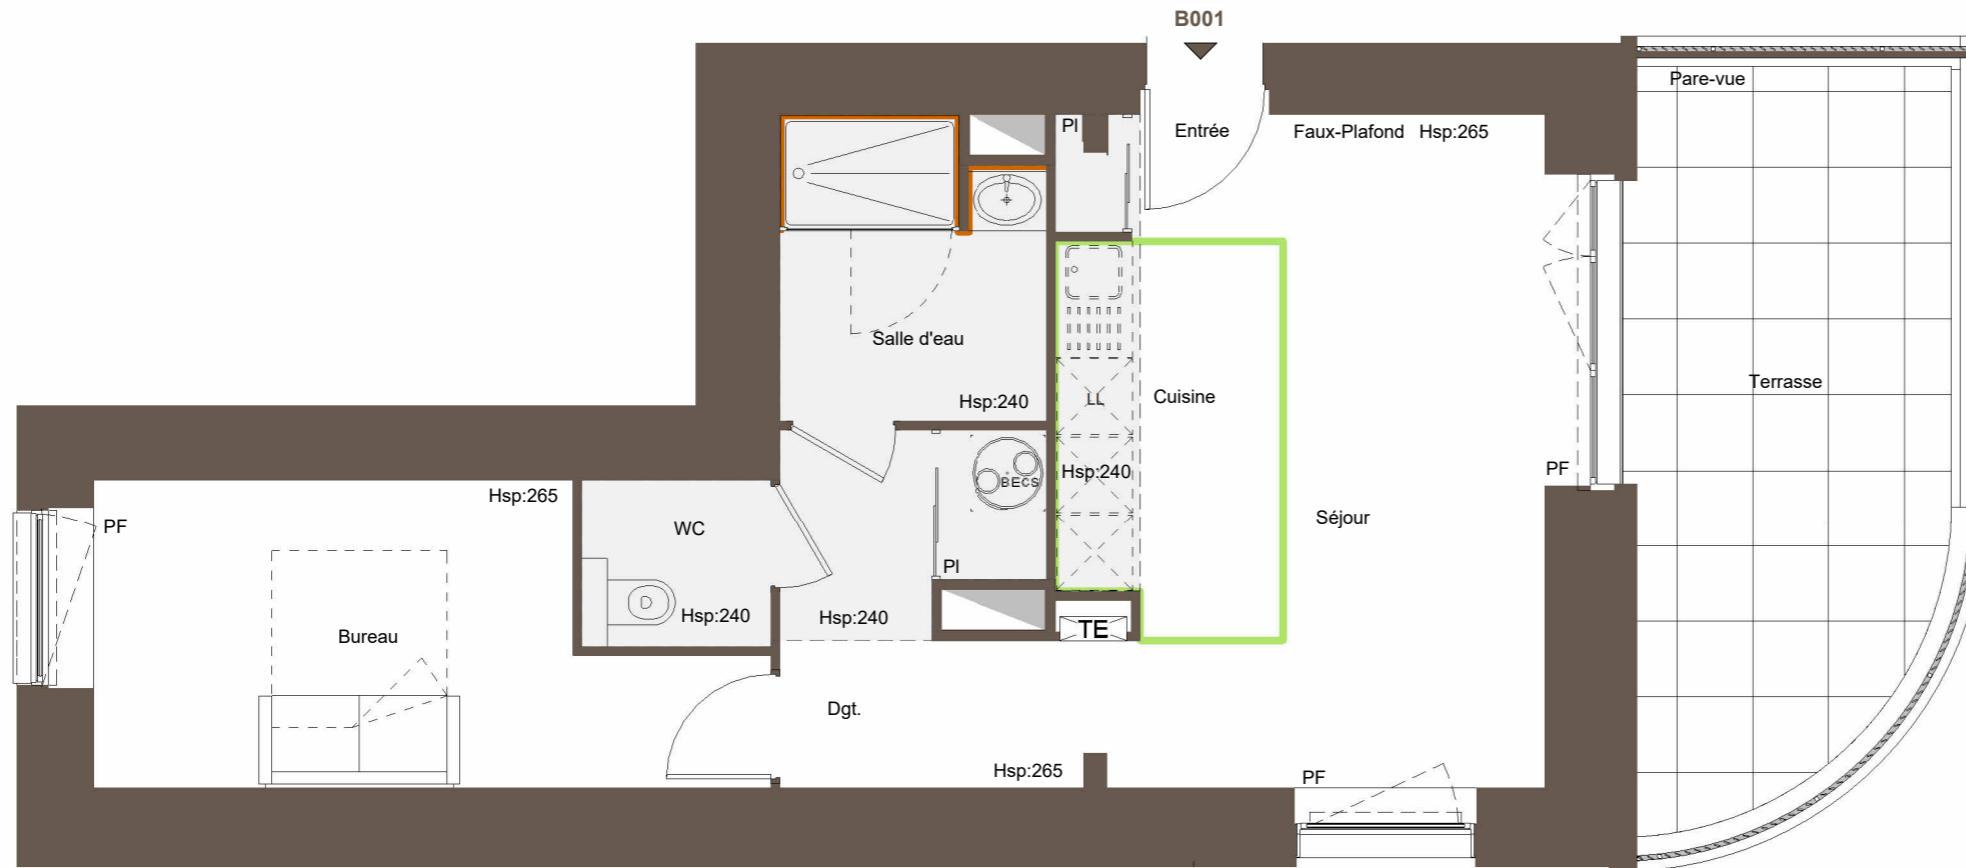 B001
Pare-vue
Pl
Entrée
Faux-Plafond Hsp:265
Salle d'eau
Terrasse
Hsp:240
LL
Cuisine
Hsp:240
PF
BECS
Hsp:265
PF
WC
Séjour
Pl
Hsp:240
Hsp:240
TE
Bureau
Dgt.
Hsp:265
PF